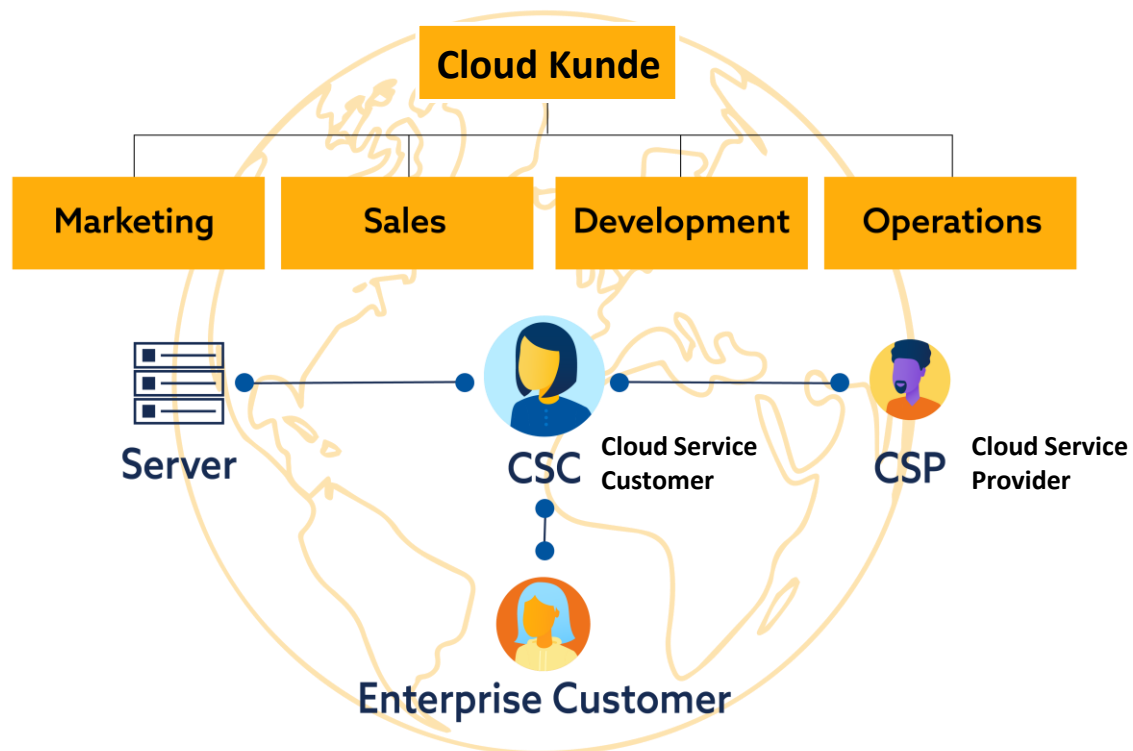 Cloud Kunde
Marketing
Sales
Development
Operations
Server
CSC
Cloud Service
Customer
CSP
Cloud Service
Provider
Enterprise Customer